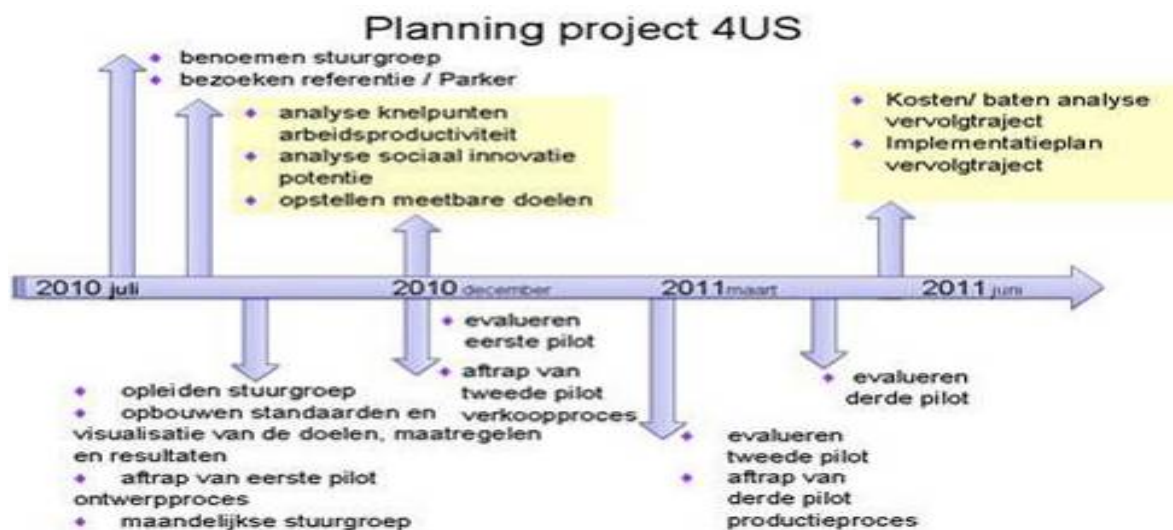 Planning project 4US
benoemen stuurgroep
bezoeken referentie / Parker
analyse knelpunten
arbeidsproductiviteit
analyse sociaal innovatie
potentie
opstellen meetbare doelen
Kosten/ baten analyse
vervolgtraject
Implementatieplan
vervolgtraject
2010 juli
2010 december
2011 maart
2011 juni
opleiden stuurgroep
opbouwen standaarden en
visualisatie van de doelen, maatregelen
en resultaten
aftrap van eerste pilot
ontwerpproces
maandelijkse stuurgroep
evalueren
eerste pilot
aftrap van
tweede pilot
verkoopproces
evalueren
tweede pilot
aftrap van
derde pilot
productieproces
evalueren
derde pilot